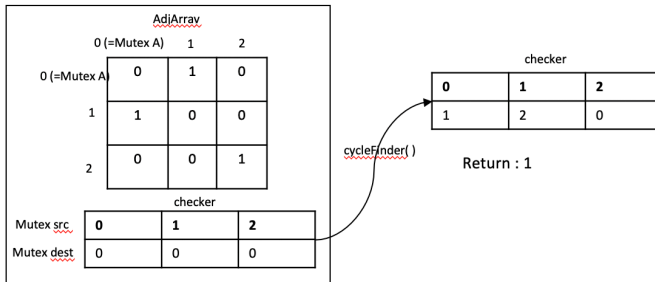 AdjArray
0 (=Mutex A) 1 2
0 (=Mutex A) 0 1 0
1 1 0 0
2 0 0 1
checker
Mutex src 0 1 2
Mutex dest 0 0 0
cycleFinder( )
checker
0 1 2
1 2 0
Return : 1